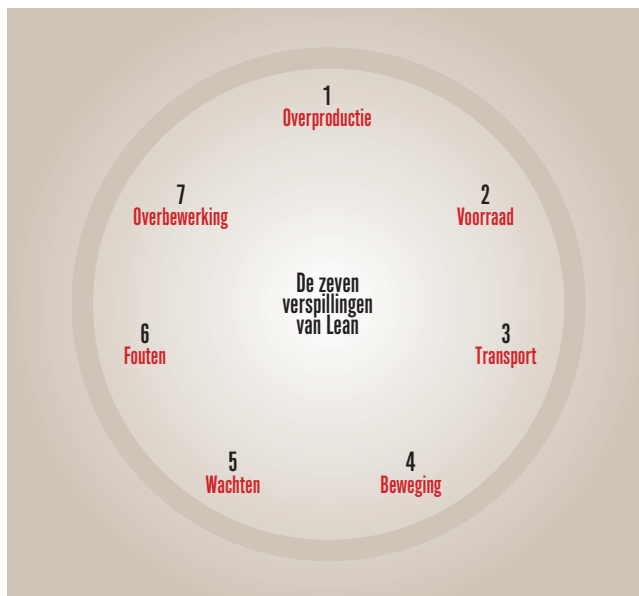 1
Overproductie
2
Voorraad
3
Transport
4
Beweging
5
Wachten
6
Fouten
7
Overbewerking
De zeven
verspillingen
van Lean